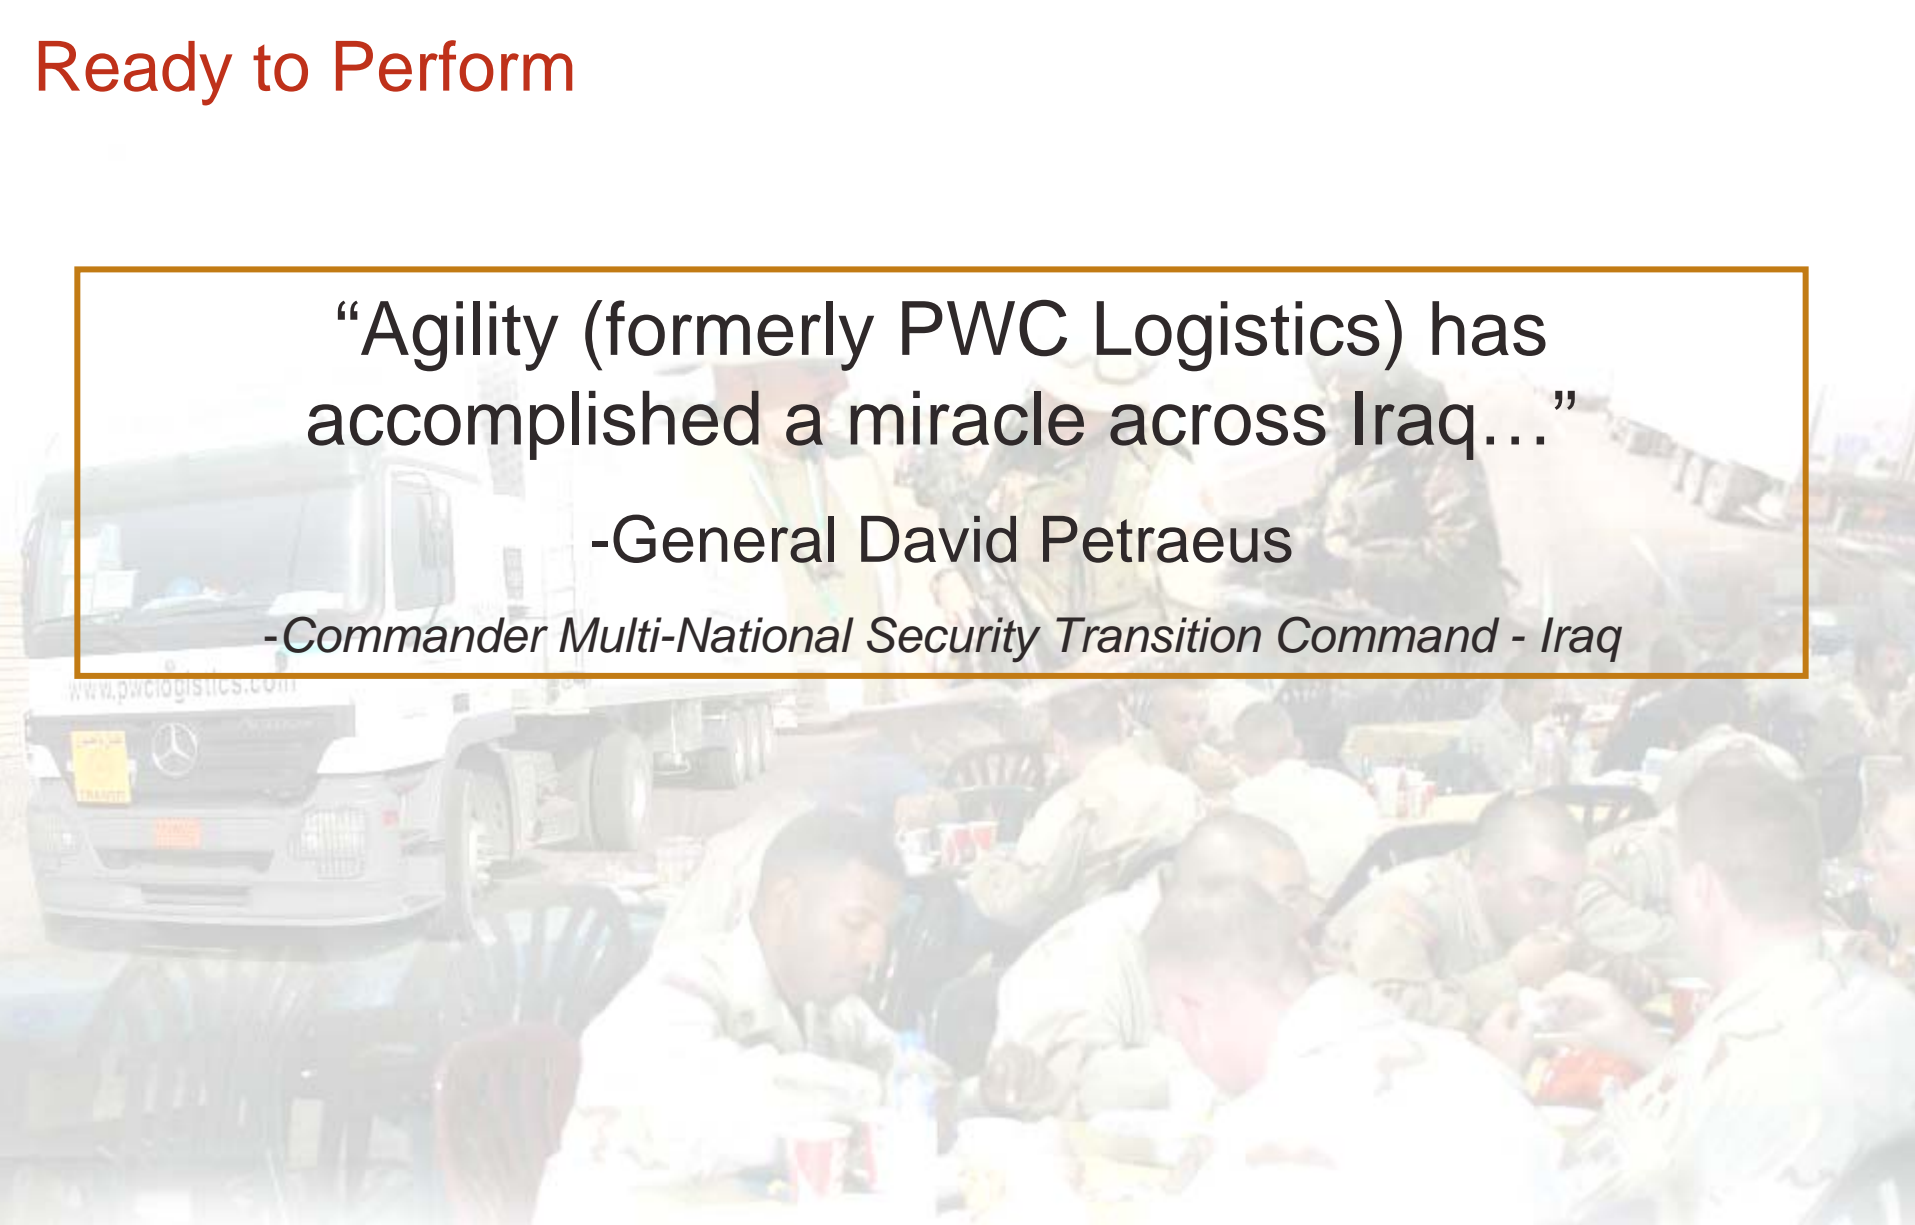 Ready to Perform
“Agility (formerly PWC Logistics) has
accomplished a miracle across Iraq…”
-General David Petraeus
-Commander Multi-National Security Transition Command - Iraq
www.pwclogistics.com